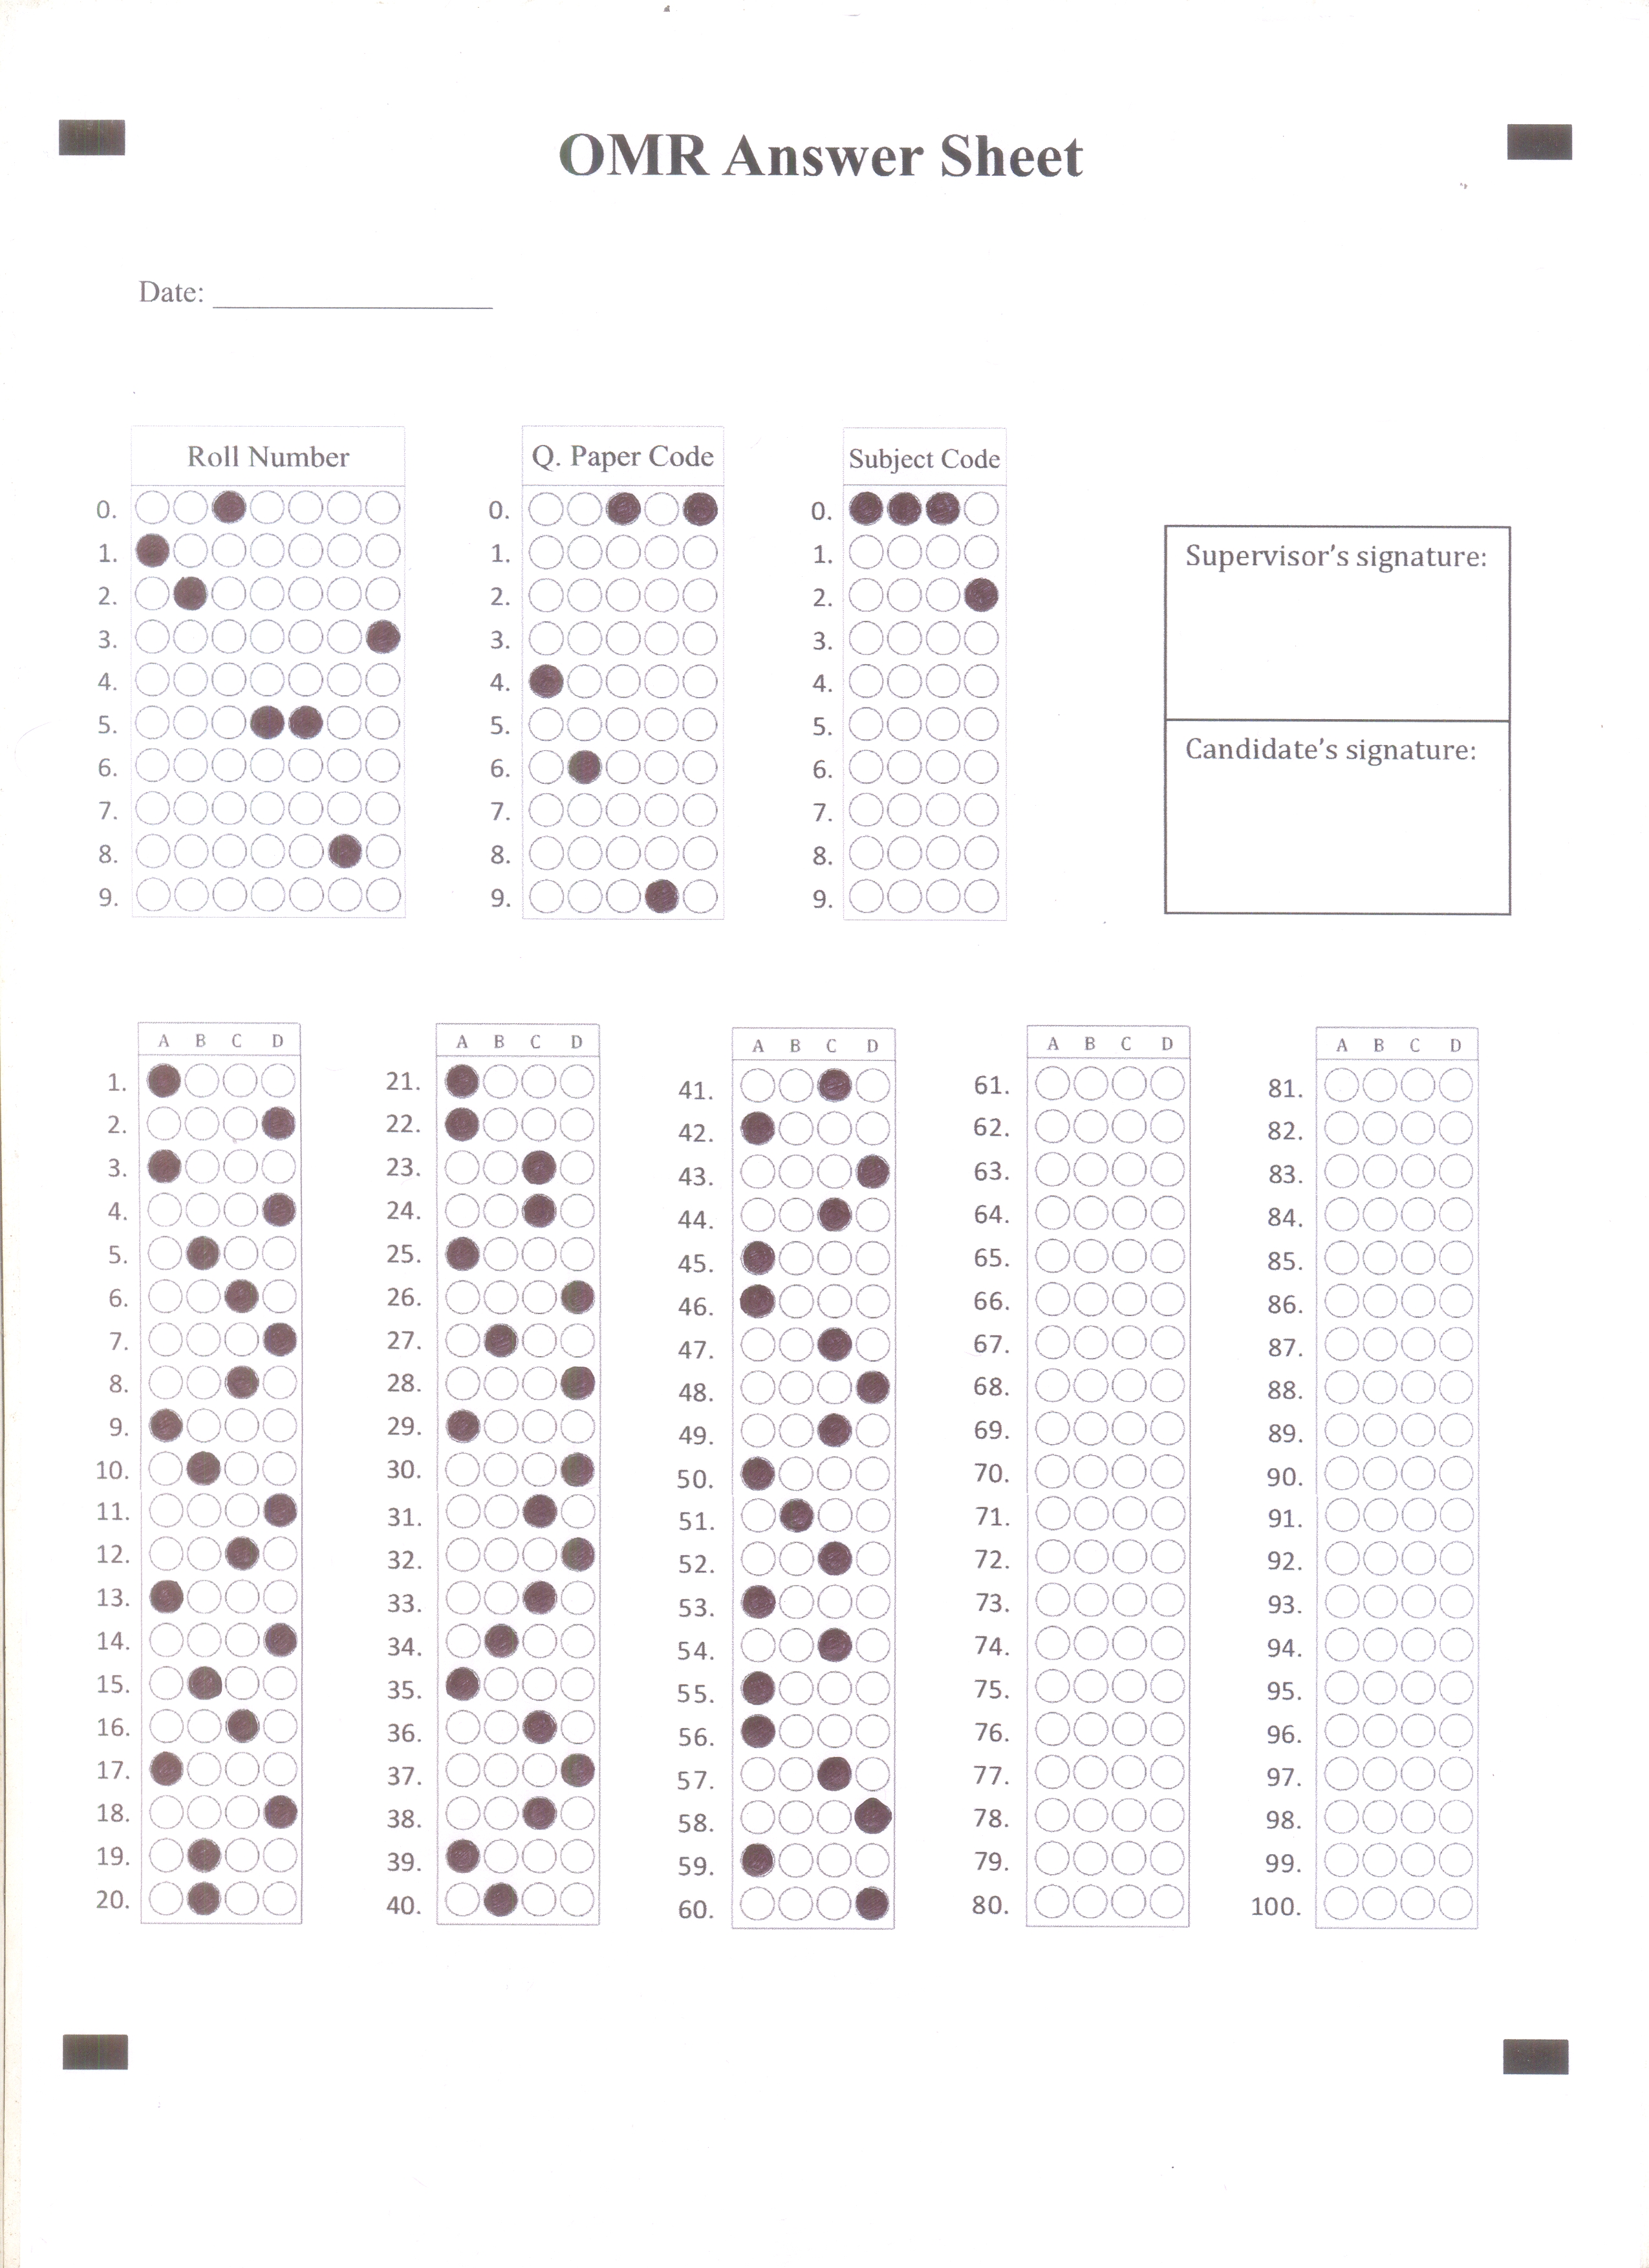 OMR Answer Sheet
Date:
Roll Number Q. Paper Code Subject Code
0. 0. 0.
1. 1. 1.
2. 2. 2.
3. 3. 3.
4. 4. 4.
5. 5. 5.
6. 6. 6.
7. 7. 7.
8. 8. 8.
9. 9. 9.
Supervisor's signature:
Candidate's signature:
A B C D A B C D A B C D A B C D A B C D
1. 21. 41. 61. 81.
2. 22. 42. 62. 82.
3. 23. 43. 63. 83.
4. 24. 44. 64. 84.
5. 25. 45. 65. 85.
6. 26. 46. 66. 86.
7. 27. 47. 67. 87.
8. 28. 48. 68. 88.
9. 29. 49. 69. 89.
10. 30. 50. 70. 90.
11. 31. 51. 71. 91.
12. 32. 52. 72. 92.
13. 33. 53. 73. 93.
14. 34. 54. 74. 94.
15. 35. 55. 75. 95.
16. 36. 56. 76. 96.
17. 37. 57. 77. 97.
18. 38. 58. 78. 98.
19. 39. 59. 79. 99.
20. 40. 60. 80. 100.